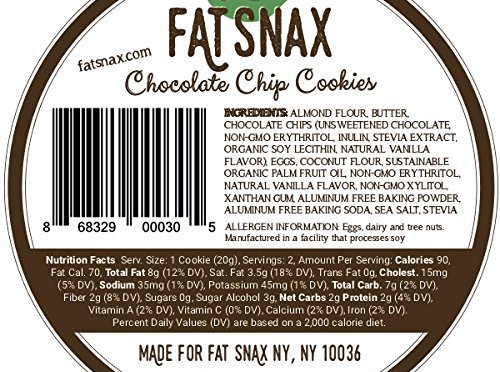 FATSNAX
fatsnax.com
Chocolate Chip Cookies
INGREDIENTS: ALMOND FLOUR, BUTTER,
CHOCOLATE CHIPS (UNSWEETENED CHOCOLATE,
NON-GMO ERYTHRITOL, INULIN, STEVIA EXTRACT,
ORGANIC SOY LECITHIN, NATURAL VANILLA
FLAVOR), EGGS, COCONUT FLOUR, SUSTAINABLE
ORGANIC PALM FRUIT OIL, NON-GMO ERYTHRITOL,
NATURAL VANILLA FLAVOR, NON-GMO XYLITOL,
XANTHAN GUM, ALUMINUM FREE BAKING POWDER,
ALUMINUM FREE BAKING SODA, SEA SALT, STEVIA
ALLERGEN INFORMATION: Eggs, dairy and tree nuts.
Manufactured in a facility that processes soy
8 68329 00030 5
Nutrition Facts Serv. Size: 1 Cookie (20g), Servings: 2, Amount Per Serving: Calories 90,
Fat Cal. 70, Total Fat 8g (12% DV), Sat. Fat 3.5g (18% DV), Trans Fat 0g, Cholest. 15mg
(5% DV), Sodium 35mg (1% DV), Potassium 45mg (1% DV), Total Carb. 7g (2% DV),
Fiber 2g (8% DV), Sugars 0g, Sugar Alcohol 3g, Net Carbs 2g Protein 2g (4% DV),
Vitamin A (2% DV), Vitamin C (0% DV), Calcium (2% DV), Iron (2% DV).
Percent Daily Values (DV) are based on a 2,000 calorie diet.
MADE FOR FAT SNAX NY, NY 10036